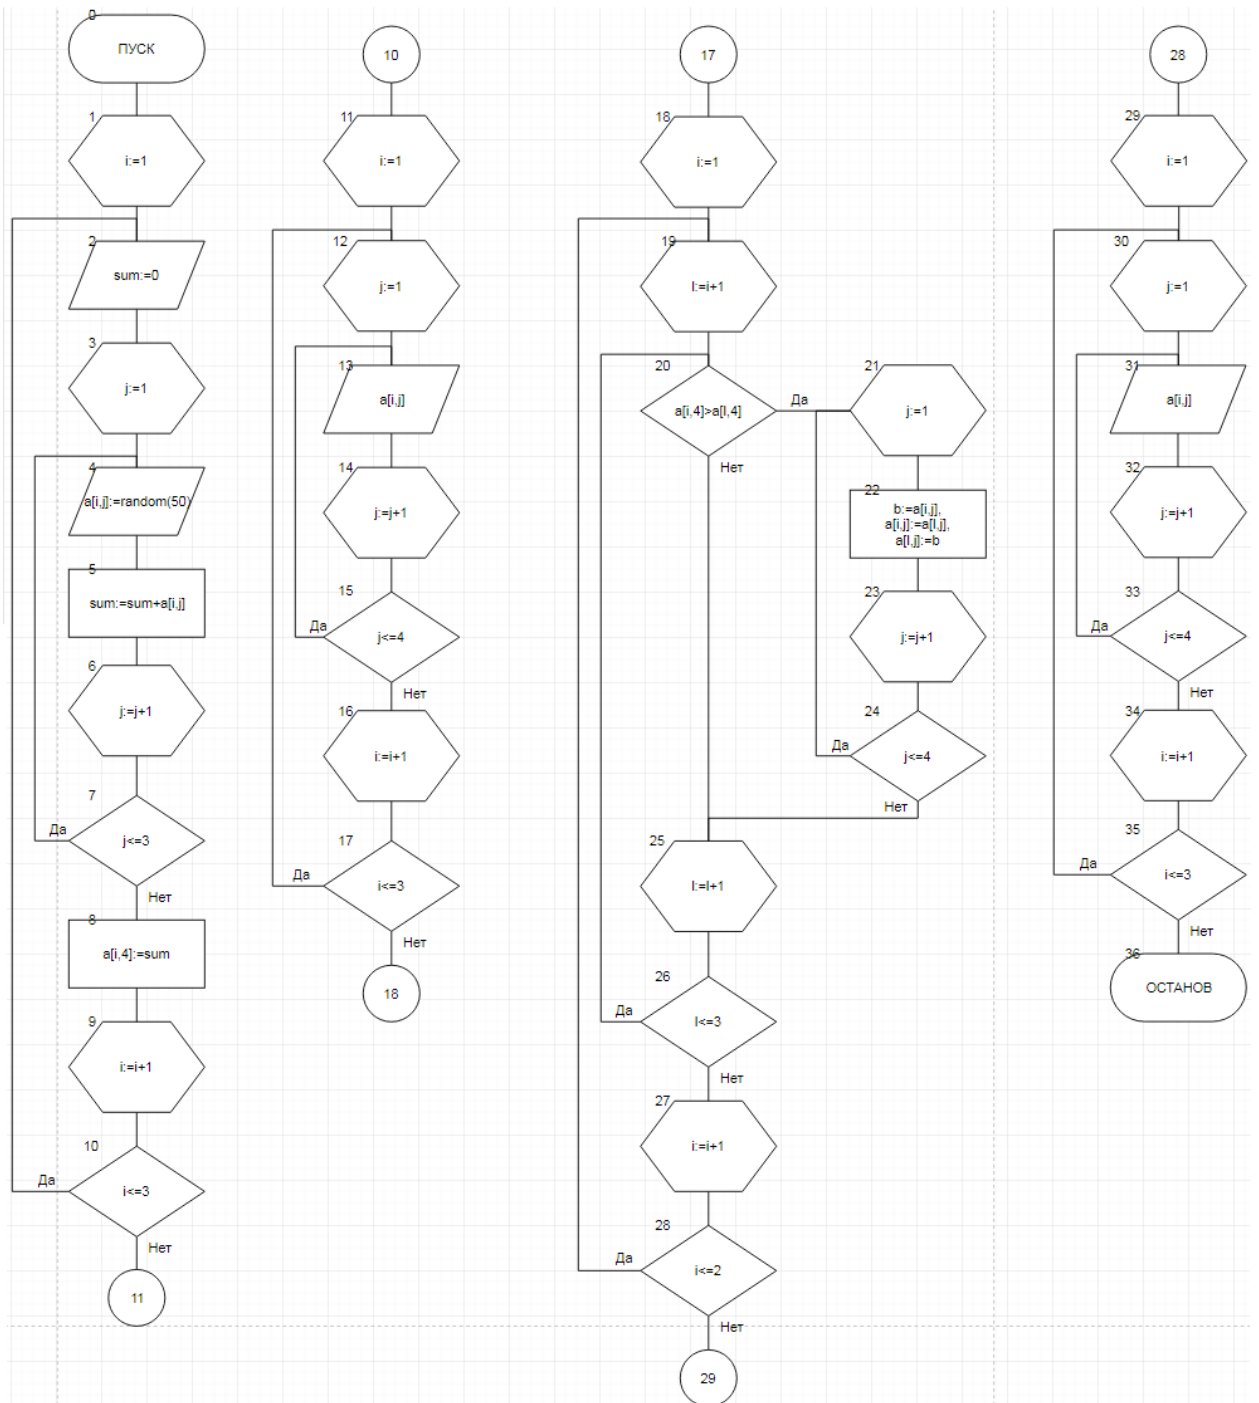 0
ПУСК
1
i:=1
2
sum:=0
3
j:=1
4
a[i,j]:=random(50)
5
sum:=sum+a[i,j]
6
j:=j+1
7
j<=3
Да
Нет
8
a[i,4]:=sum
9
i:=i+1
10
i<=3
Да
Нет
11
10
11
i:=1
12
j:=1
13
a[i,j]
14
j:=j+1
15
j<=4
Да
Нет
16
i:=i+1
17
i<=3
Да
Нет
18
17
18
i:=1
19
l:=i+1
20
a[i,4]>a[l,4]
Да
Нет
21
j:=1
22
b:=a[i,j],
a[i,j]:=a[l,j],
a[l,j]:=b
23
j:=j+1
24
j<=4
Да
Нет
25
l:=l+1
26
l<=3
Да
Нет
27
i:=i+1
28
i<=2
Да
Нет
29
28
29
i:=1
30
j:=1
31
a[i,j]
32
j:=j+1
33
j<=4
Да
Нет
34
i:=i+1
35
i<=3
Да
Нет
36
ОСТАНОВ